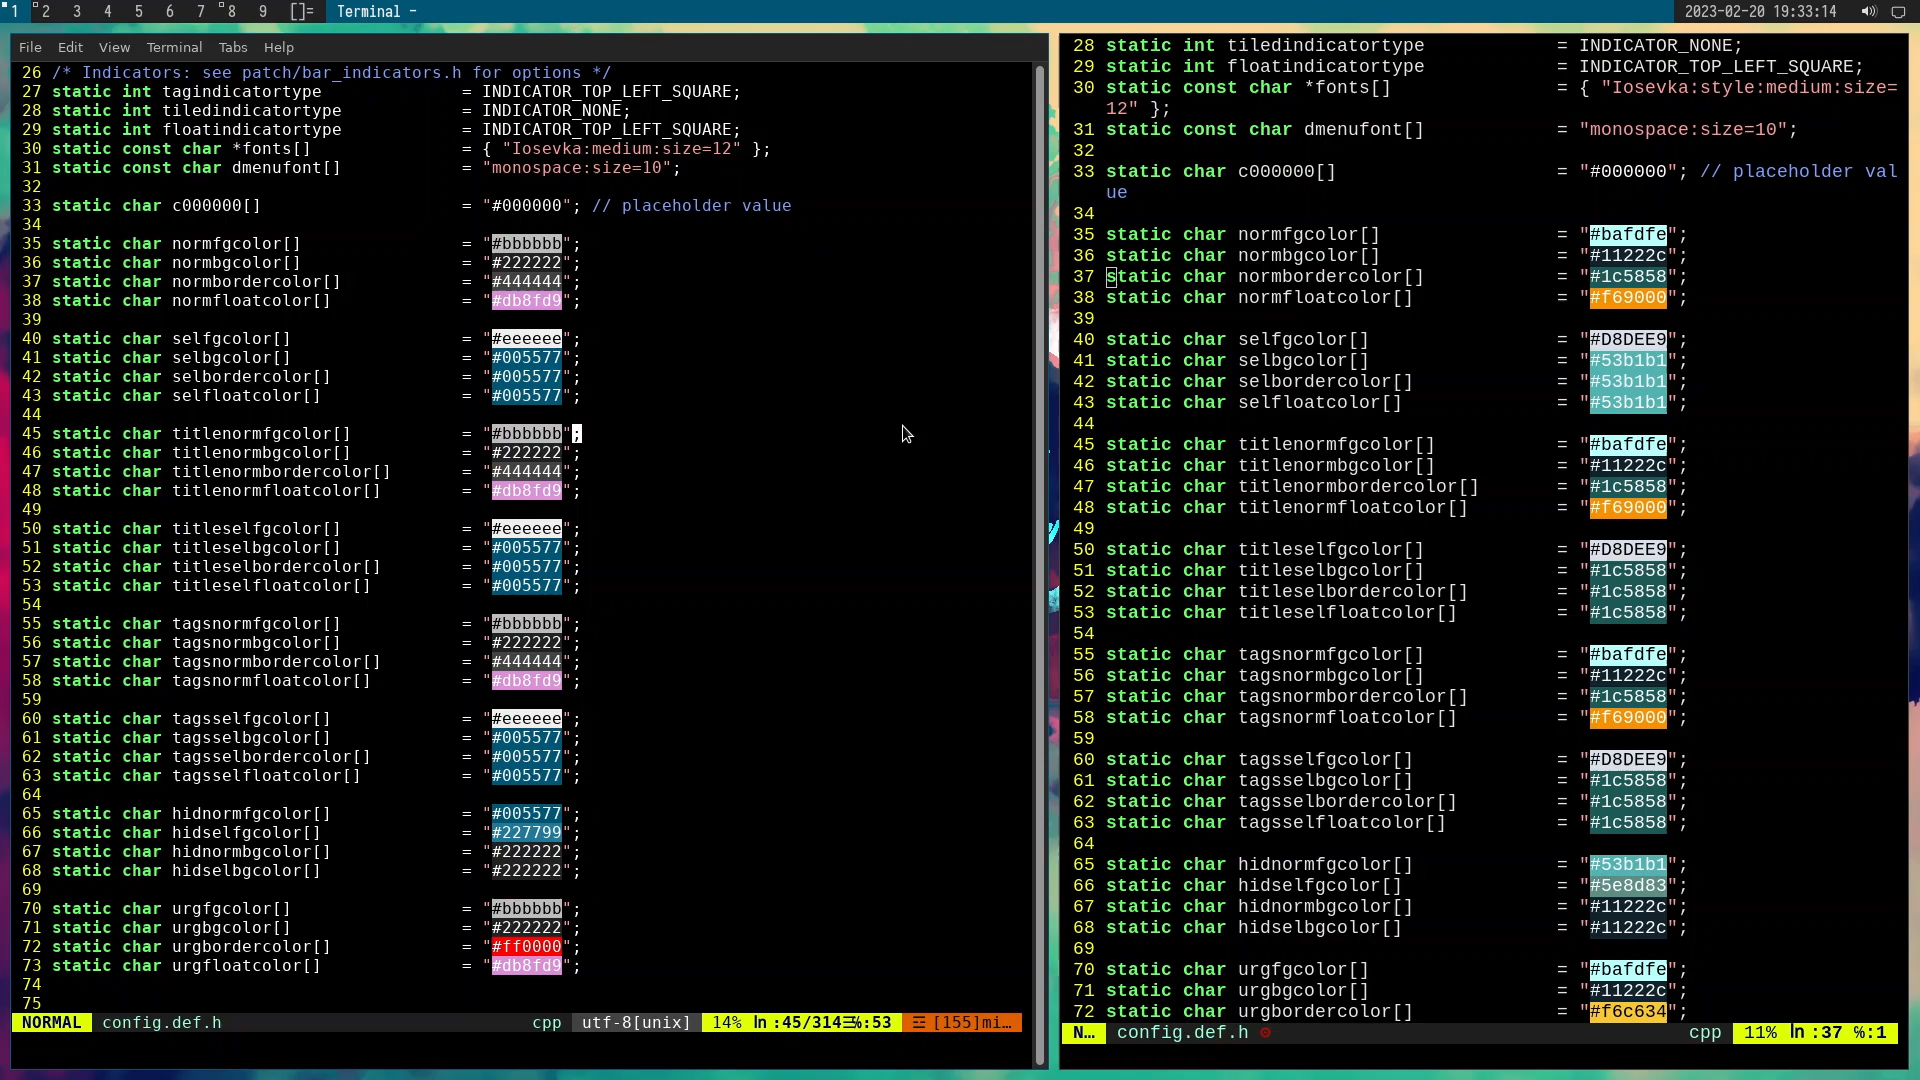 1 2 3 4 5 6 7 8 9 []= Terminal - 2023-02-20 19:33:14
File Edit View Terminal Tabs Help
26 /* Indicators: see patch/bar_indicators.h for options */
27 static int tagindicatortype = INDICATOR_TOP_LEFT_SQUARE;
28 static int tiledindicatortype = INDICATOR_NONE;
29 static int floatindicatortype = INDICATOR_TOP_LEFT_SQUARE;
30 static const char *fonts[] = { "Iosevka:medium:size=12" };
31 static const char dmenufont[] = "monospace:size=10";
32
33 static char c000000[] = "#000000"; // placeholder value
34
35 static char normfgcolor[] = "#bbbbbb";
36 static char normbgcolor[] = "#222222";
37 static char normbordercolor[] = "#444444";
38 static char normfloatcolor[] = "#db8fd9";
39
40 static char selfgcolor[] = "#eeeeee";
41 static char selbgcolor[] = "#005577";
42 static char selbordercolor[] = "#005577";
43 static char selfloatcolor[] = "#005577";
44
45 static char titlenormfgcolor[] = "#bbbbbb";
46 static char titlenormbgcolor[] = "#222222";
47 static char titlenormbordercolor[] = "#444444";
48 static char titlenormfloatcolor[] = "#db8fd9";
49
50 static char titleselfgcolor[] = "#eeeeee";
51 static char titleselbgcolor[] = "#005577";
52 static char titleselbordercolor[] = "#005577";
53 static char titleselfloatcolor[] = "#005577";
54
55 static char tagsnormfgcolor[] = "#bbbbbb";
56 static char tagsnormbgcolor[] = "#222222";
57 static char tagsnormbordercolor[] = "#444444";
58 static char tagsnormfloatcolor[] = "#db8fd9";
59
60 static char tagsselfgcolor[] = "#eeeeee";
61 static char tagsselbgcolor[] = "#005577";
62 static char tagsselbordercolor[] = "#005577";
63 static char tagsselfloatcolor[] = "#005577";
64
65 static char hidnormfgcolor[] = "#005577";
66 static char hidselfgcolor[] = "#227799";
67 static char hidnormbgcolor[] = "#222222";
68 static char hidselbgcolor[] = "#222222";
69
70 static char urgfgcolor[] = "#bbbbbb";
71 static char urgbgcolor[] = "#222222";
72 static char urgbordercolor[] = "#ff0000";
73 static char urgfloatcolor[] = "#db8fd9";
74
75
NORMAL config.def.h cpp utf-8[unix] 14% ln :45/314☰℅:53 ☲ [155]mi…
28 static int tiledindicatortype = INDICATOR_NONE;
29 static int floatindicatortype = INDICATOR_TOP_LEFT_SQUARE;
30 static const char *fonts[] = { "Iosevka:style:medium:size=
12" };
31 static const char dmenufont[] = "monospace:size=10";
32
33 static char c000000[] = "#000000"; // placeholder val
ue
34
35 static char normfgcolor[] = "#bafdfe";
36 static char normbgcolor[] = "#11222c";
37 static char normbordercolor[] = "#1c5858";
38 static char normfloatcolor[] = "#f69000";
39
40 static char selfgcolor[] = "#D8DEE9";
41 static char selbgcolor[] = "#53b1b1";
42 static char selbordercolor[] = "#53b1b1";
43 static char selfloatcolor[] = "#53b1b1";
44
45 static char titlenormfgcolor[] = "#bafdfe";
46 static char titlenormbgcolor[] = "#11222c";
47 static char titlenormbordercolor[] = "#1c5858";
48 static char titlenormfloatcolor[] = "#f69000";
49
50 static char titleselfgcolor[] = "#D8DEE9";
51 static char titleselbgcolor[] = "#1c5858";
52 static char titleselbordercolor[] = "#1c5858";
53 static char titleselfloatcolor[] = "#1c5858";
54
55 static char tagsnormfgcolor[] = "#bafdfe";
56 static char tagsnormbgcolor[] = "#11222c";
57 static char tagsnormbordercolor[] = "#1c5858";
58 static char tagsnormfloatcolor[] = "#f69000";
59
60 static char tagsselfgcolor[] = "#D8DEE9";
61 static char tagsselbgcolor[] = "#1c5858";
62 static char tagsselbordercolor[] = "#1c5858";
63 static char tagsselfloatcolor[] = "#1c5858";
64
65 static char hidnormfgcolor[] = "#53b1b1";
66 static char hidselfgcolor[] = "#5e8d83";
67 static char hidnormbgcolor[] = "#11222c";
68 static char hidselbgcolor[] = "#11222c";
69
70 static char urgfgcolor[] = "#bafdfe";
71 static char urgbgcolor[] = "#11222c";
72 static char urgbordercolor[] = "#f6c634";
N… config.def.h cpp 11% ln :37 ℅:1